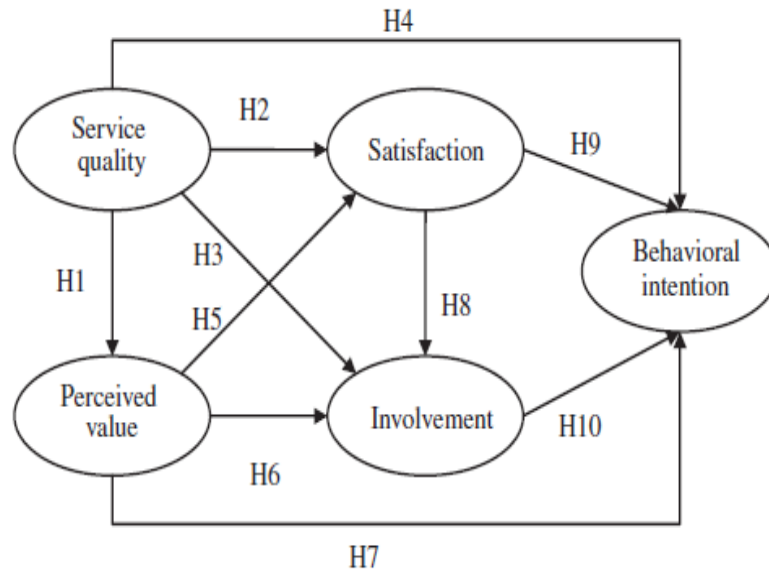 H4
Service
quality
H2
Satisfaction
H9
H3
Behavioral
intention
H1
H5
H8
Perceived
value
Involvement
H10
H6
H7